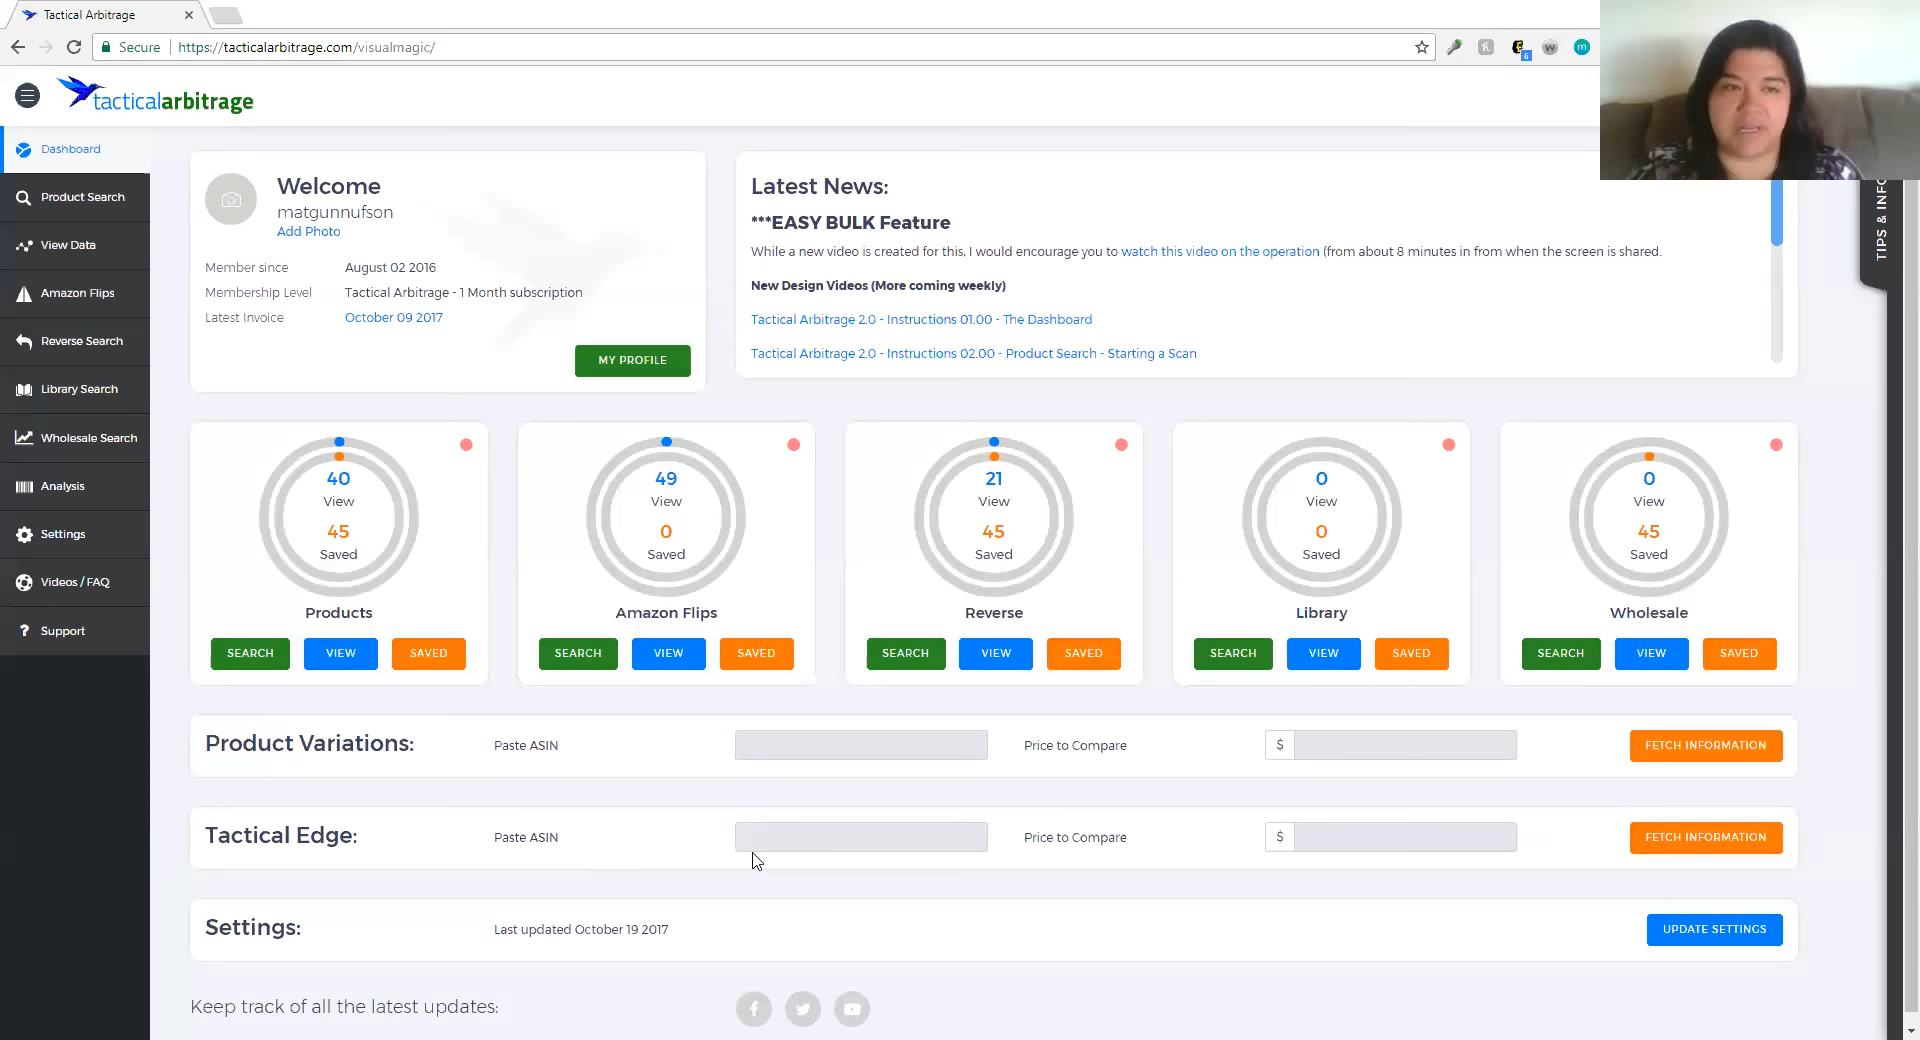 Tactical Arbitrage
Secure https://tacticalarbitrage.com/visualmagic/
6
w
m
tacticalarbitrage
Dashboard
Product Search
View Data
Amazon Flips
Reverse Search
Library Search
Wholesale Search
Analysis
Settings
Videos / FAQ
? Support
Welcome
matgunnufson
Add Photo
Member since August 02 2016
Membership Level Tactical Arbitrage - 1 Month subscription
Latest Invoice October 09 2017
MY PROFILE
Latest News:
***EASY BULK Feature
While a new video is created for this, I would encourage you to watch this video on the operation (from about 8 minutes in from when the screen is shared.
New Design Videos (More coming weekly)
Tactical Arbitrage 2.0 - Instructions 01.00 - The Dashboard
Tactical Arbitrage 2.0 - Instructions 02.00 - Product Search - Starting a Scan
TIPS & INFO
40
View
45
Saved
Products
SEARCH VIEW SAVED
49
View
0
Saved
Amazon Flips
SEARCH VIEW SAVED
21
View
45
Saved
Reverse
SEARCH VIEW SAVED
0
View
0
Saved
Library
SEARCH VIEW SAVED
0
View
45
Saved
Wholesale
SEARCH VIEW SAVED
Product Variations: Paste ASIN Price to Compare $ FETCH INFORMATION
Tactical Edge: Paste ASIN Price to Compare $ FETCH INFORMATION
Settings: Last updated October 19 2017 UPDATE SETTINGS
Keep track of all the latest updates: